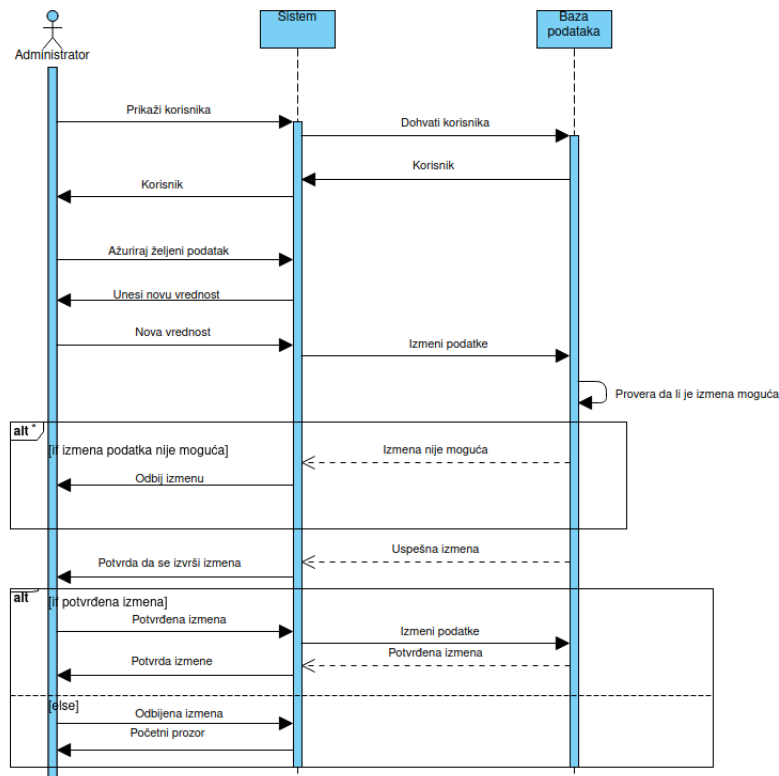 Sistem
Baza
podataka
Administrator
Prikaži korisnika
Dohvati korisnika
Korisnik
Korisnik
Ažuriraj željeni podatak
Unesi novu vrednost
Nova vrednost
Izmeni podatke
Provera da li je izmena moguća
alt *
[if izmena podatka nije moguća]
Izmena nije moguća
Odbij izmenu
Uspešna izmena
Potvrda da se izvrši izmena
alt
[if potvrđena izmena]
Potvrđena izmena
Izmeni podatke
Potvrđena izmena
Potvrda izmene
[else]
Odbijena izmena
Početni prozor